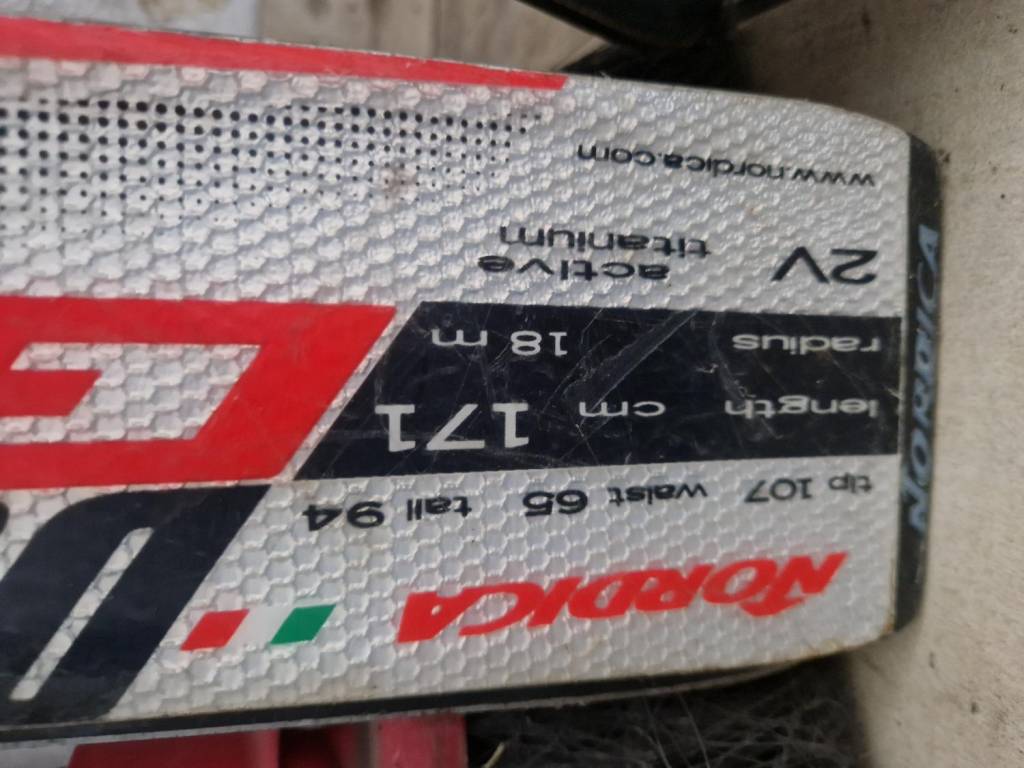 NORDICA
tip 107 waist 65 tail 94
length cm 171
radius 18 m
2V active
titanium
www.nordica.com
NORDICA